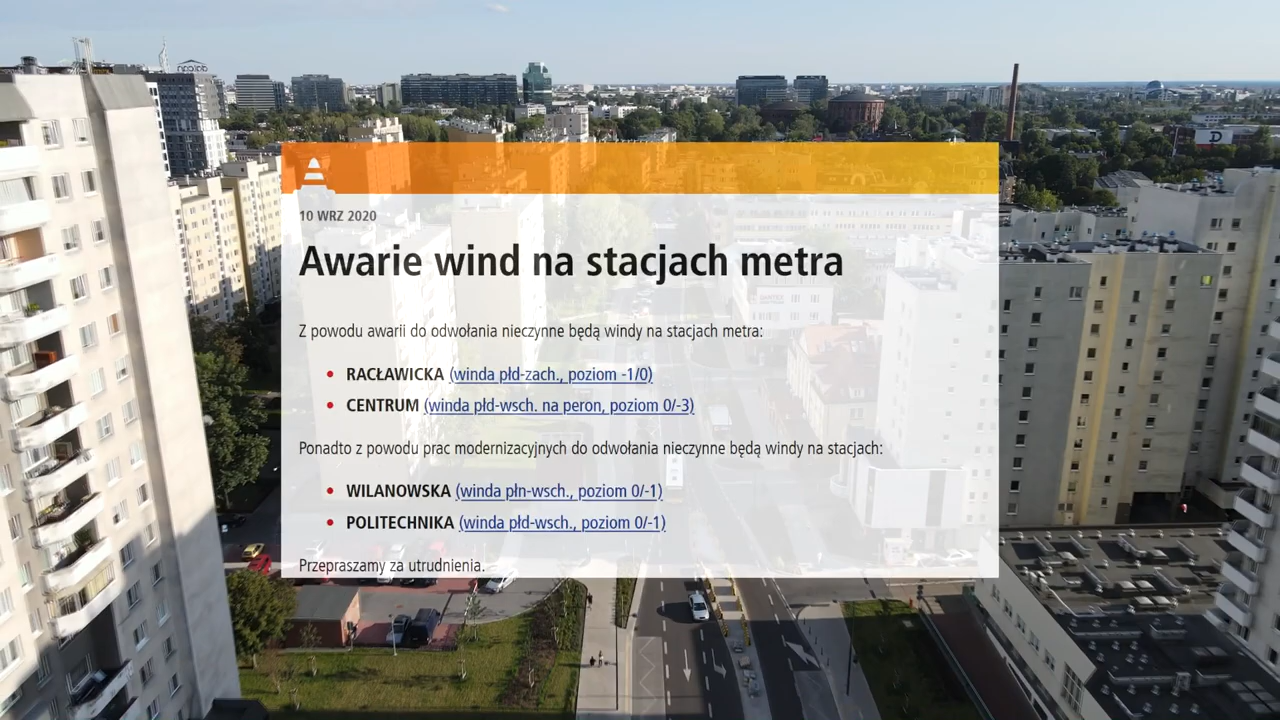 10 WRZ 2020
Awarie wind na stacjach metra
Z powodu awarii do odwołania nieczynne będą windy na stacjach metra:
RACŁAWICKA (winda płd-zach., poziom -1/0)
CENTRUM (winda płd-wsch. na peron, poziom 0/-3)
Ponadto z powodu prac modernizacyjnych do odwołania nieczynne będą windy na stacjach:
WILANOWSKA (winda płn-wsch., poziom 0/-1)
POLITECHNIKA (winda płd-wsch., poziom 0/-1)
Przepraszamy za utrudnienia.